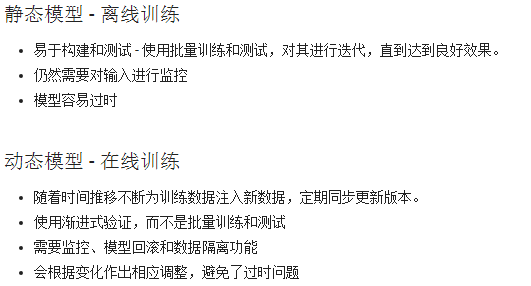 静态模型 - 离线训练
• 易于构建和测试 - 使用批量训练和测试，对其进行迭代，直到达到良好效果。
• 仍然需要对输入进行监控
• 模型容易过时
动态模型 - 在线训练
• 随着时间推移不断为训练数据注入新数据，定期同步更新版本。
• 使用渐进式验证，而不是批量训练和测试
• 需要监控、模型回滚和数据隔离功能
• 会根据变化作出相应调整，避免了过时问题